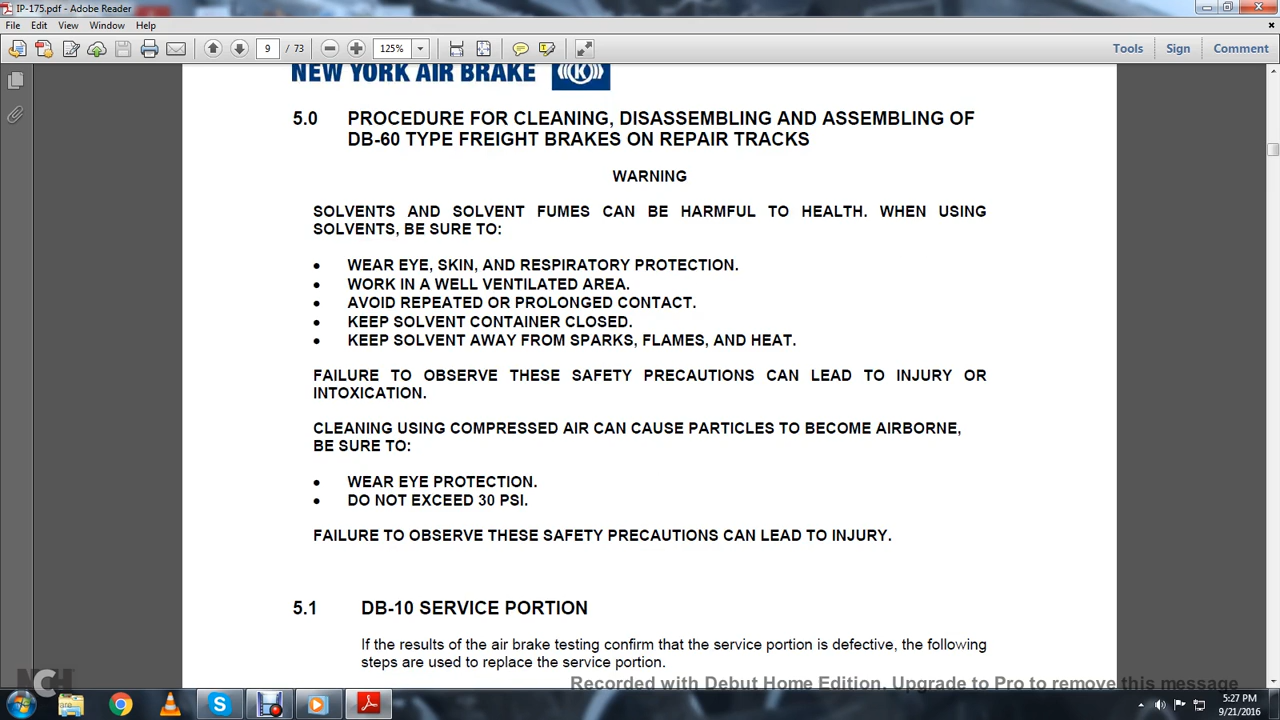 IP-175.pdf - Adobe Reader
File Edit View Window Help
9 / 73 125% Tools Sign Comment
NEW YORK AIR BRAKE K
5.0 PROCEDURE FOR CLEANING, DISASSEMBLING AND ASSEMBLING OF
DB-60 TYPE FREIGHT BRAKES ON REPAIR TRACKS
WARNING
SOLVENTS AND SOLVENT FUMES CAN BE HARMFUL TO HEALTH. WHEN USING
SOLVENTS, BE SURE TO:
• WEAR EYE, SKIN, AND RESPIRATORY PROTECTION.
• WORK IN A WELL VENTILATED AREA.
• AVOID REPEATED OR PROLONGED CONTACT.
• KEEP SOLVENT CONTAINER CLOSED.
• KEEP SOLVENT AWAY FROM SPARKS, FLAMES, AND HEAT.
FAILURE TO OBSERVE THESE SAFETY PRECAUTIONS CAN LEAD TO INJURY OR
INTOXICATION.
CLEANING USING COMPRESSED AIR CAN CAUSE PARTICLES TO BECOME AIRBORNE,
BE SURE TO:
• WEAR EYE PROTECTION.
• DO NOT EXCEED 30 PSI.
FAILURE TO OBSERVE THESE SAFETY PRECAUTIONS CAN LEAD TO INJURY.
5.1 DB-10 SERVICE PORTION
If the results of the air brake testing confirm that the service portion is defective, the following
steps are used to replace the service portion.
Recorded with Debut Home Edition. Upgrade to Pro to remove this message
NCH
5:27 PM
9/21/2016